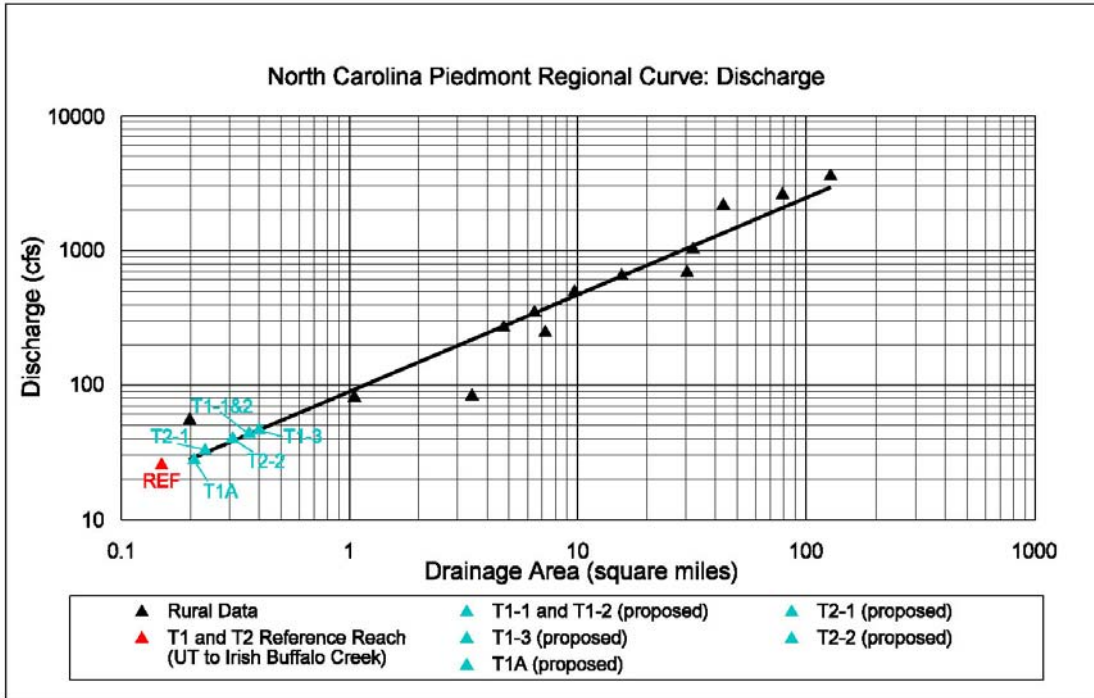 North Carolina Piedmont Regional Curve: Discharge
10000
1000
100
10
Discharge (cfs)
T1-1&2
T2-1
T1-3
T2-2
REF
T1A
0.1
1
10
100
1000
Drainage Area (square miles)
Rural Data
T1 and T2 Reference Reach
(UT to Irish Buffalo Creek)
T1-1 and T1-2 (proposed)
T1-3 (proposed)
T1A (proposed)
T2-1 (proposed)
T2-2 (proposed)